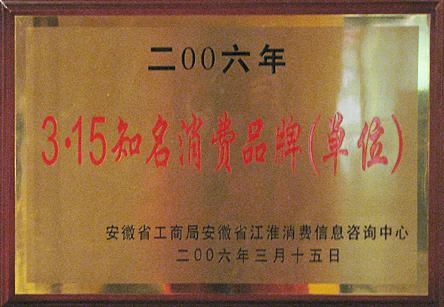 二00六年
3·15知名消费品牌(单位)
安徽省工商局安徽省江淮消费信息咨询中心
二00六年三月十五日